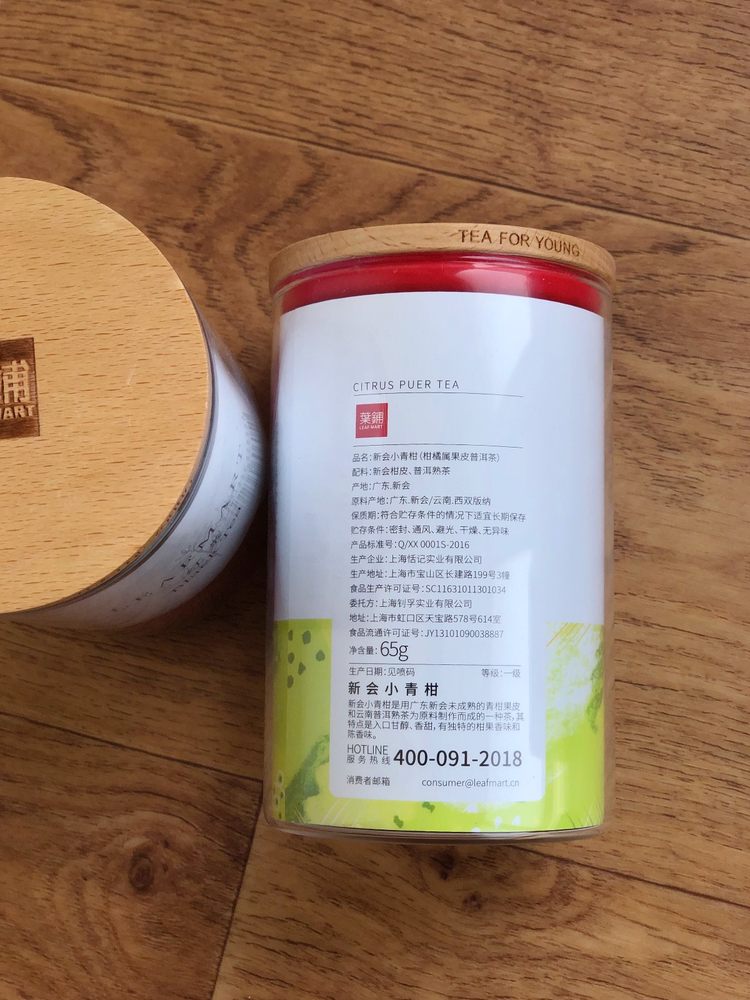 TEA FOR YOUNG
CITRUS PUER TEA
葉鋪
LEAF MART
品名:新会小青柑(柑橘属果皮普洱茶)
配料:新会柑皮、普洱熟茶
产地:广东.新会
原料产地:广东.新会/云南.西双版纳
保质期:符合贮存条件的情况下适宜长期保存
贮存条件:密封、通风、避光、干燥、无异味
产品标准号:Q/XX 0001S-2016
生产企业:上海恬记实业有限公司
生产地址:上海市宝山区长建路199号3幢
食品生产许可证号:SC11631011301034
委托方:上海钊孚实业有限公司
地址:上海市虹口区天宝路578号614室
食品流通许可证号:JY13101090038887
净含量:65g
生产日期:见喷码 等级:一级
新会小青柑
新会小青柑是用广东新会未成熟的青柑果皮
和云南普洱熟茶为原料制作而成的一种茶,其
特点是入口甘醇、香甜,有独特的柑果香味和
陈香味。
HOTLINE
服务热线 400-091-2018
消费者邮箱 consumer@leafmart.cn
鋪
MART